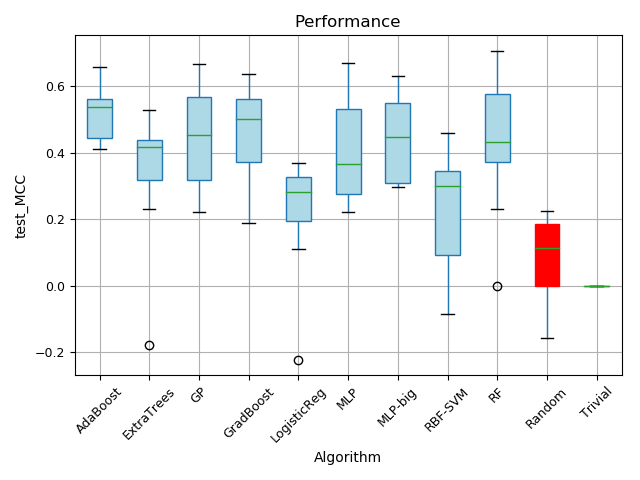 Performance
test_MCC
0.6
0.4
0.2
0.0
−0.2
AdaBoost
ExtraTrees
GP
GradBoost
LogisticReg
MLP
MLP-big
RBF-SVM
RF
Random
Trivial
Algorithm